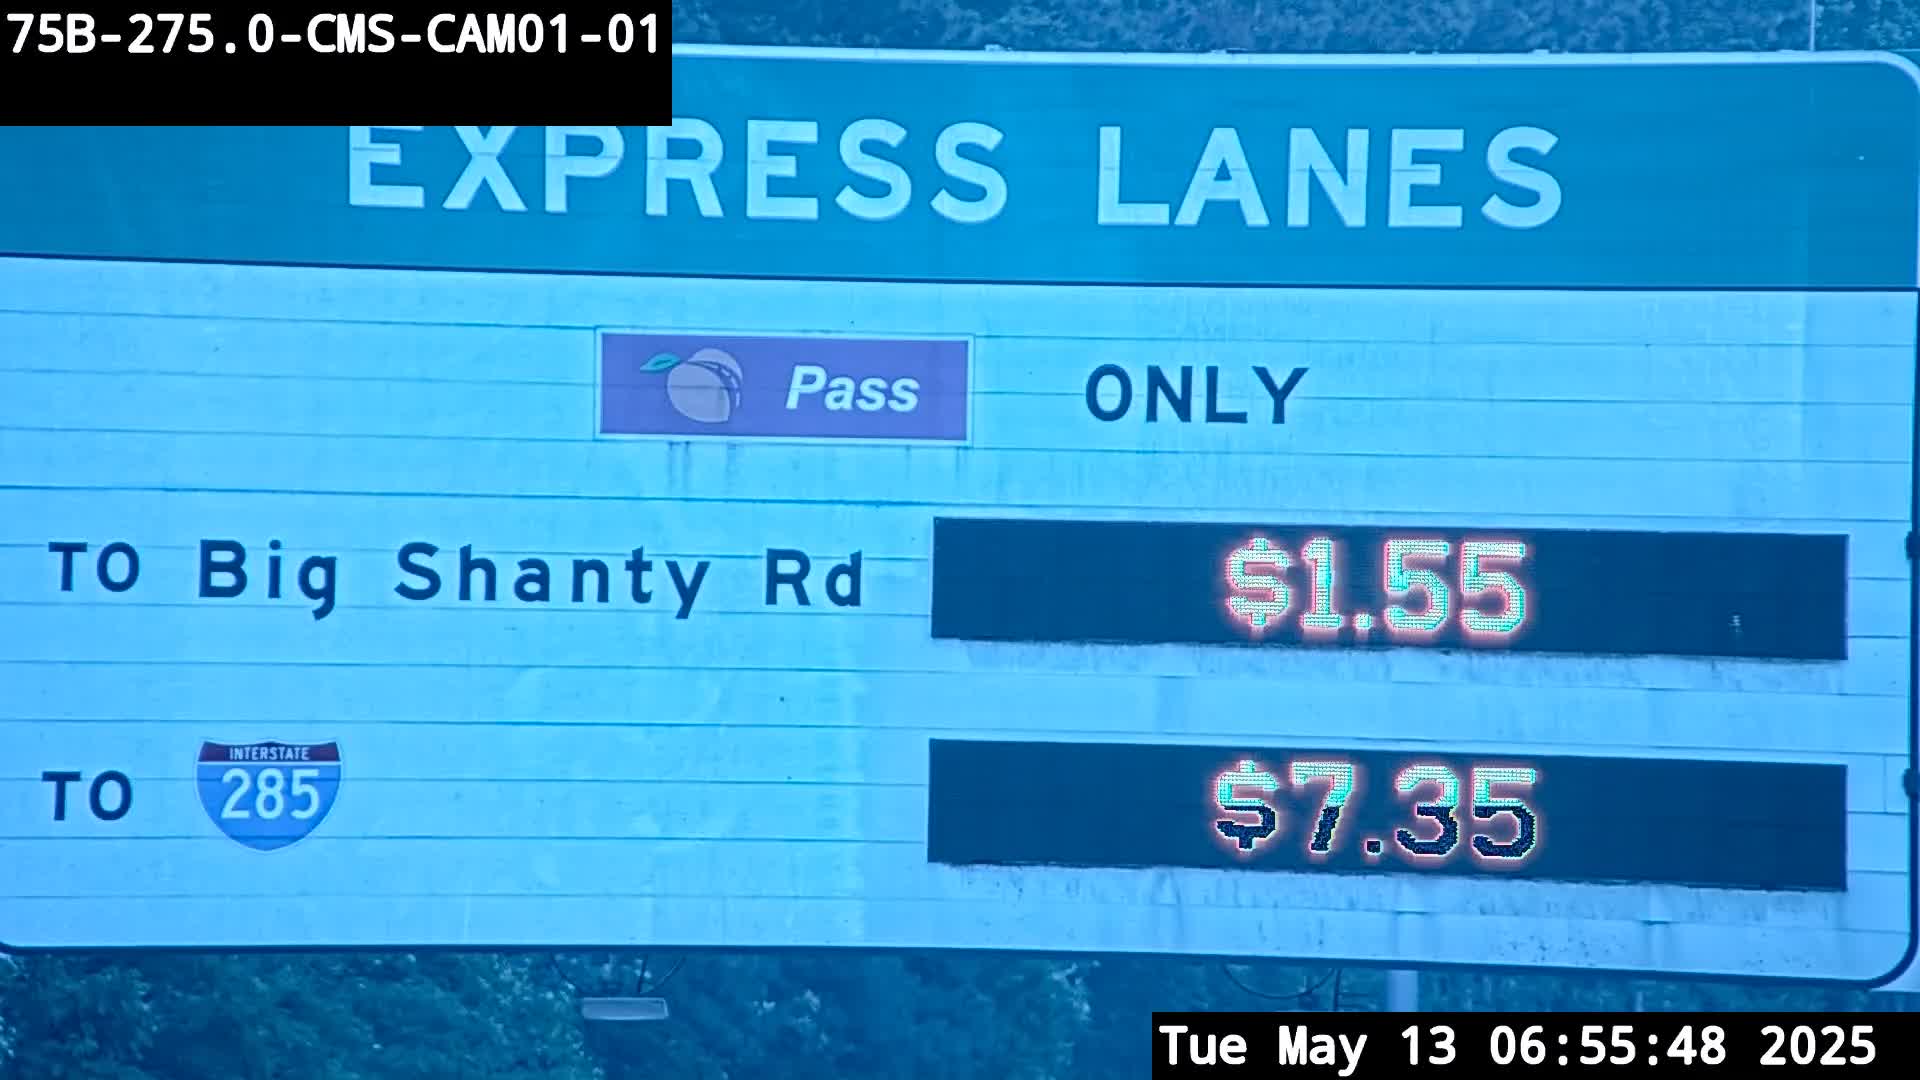 75B-275.0-CMS-CAM01-01
EXPRESS LANES
Pass ONLY
TO Big Shanty Rd $1.55
TO INTERSTATE 285 $7.35
Tue May 13 06:55:48 2025